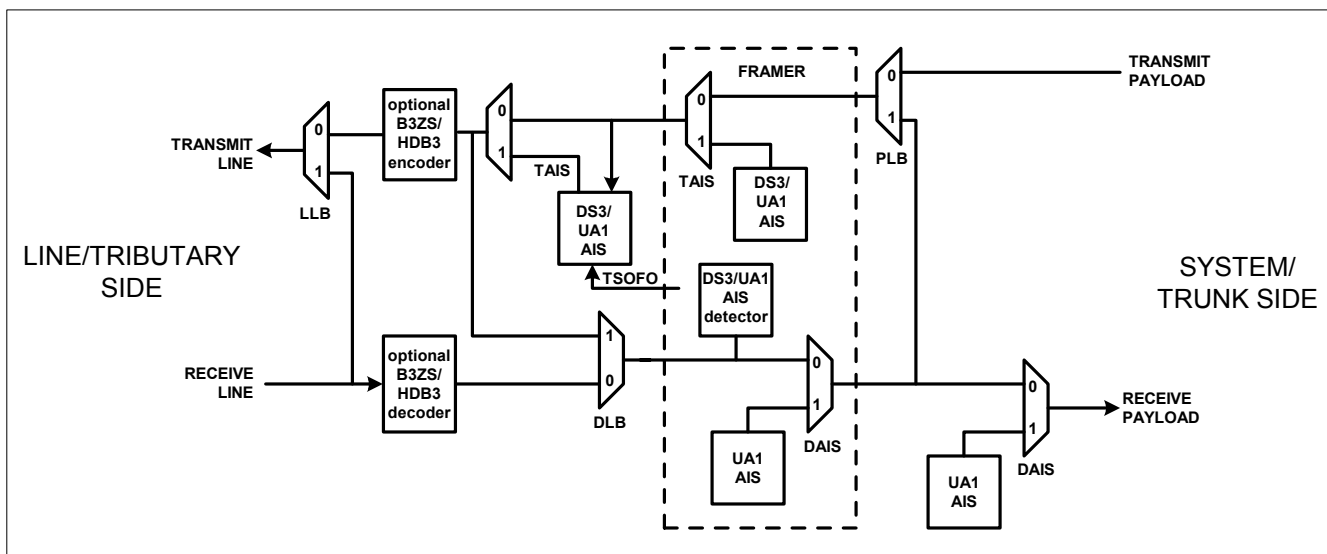 FRAMER
TRANSMIT
PAYLOAD
0
1
PLB
0
1
TAIS
DS3/
UA1
AIS
0
1
TAIS
DS3/
UA1
AIS
TSOFO
optional
B3ZS/
HDB3
encoder
0
1
LLB
TRANSMIT
LINE
LINE/TRIBUTARY
SIDE
SYSTEM/
TRUNK SIDE
DS3/UA1
AIS
detector
RECEIVE
LINE
optional
B3ZS/
HDB3
decoder
1
0
DLB
0
1
DAIS
UA1
AIS
0
1
DAIS
UA1
AIS
RECEIVE
PAYLOAD